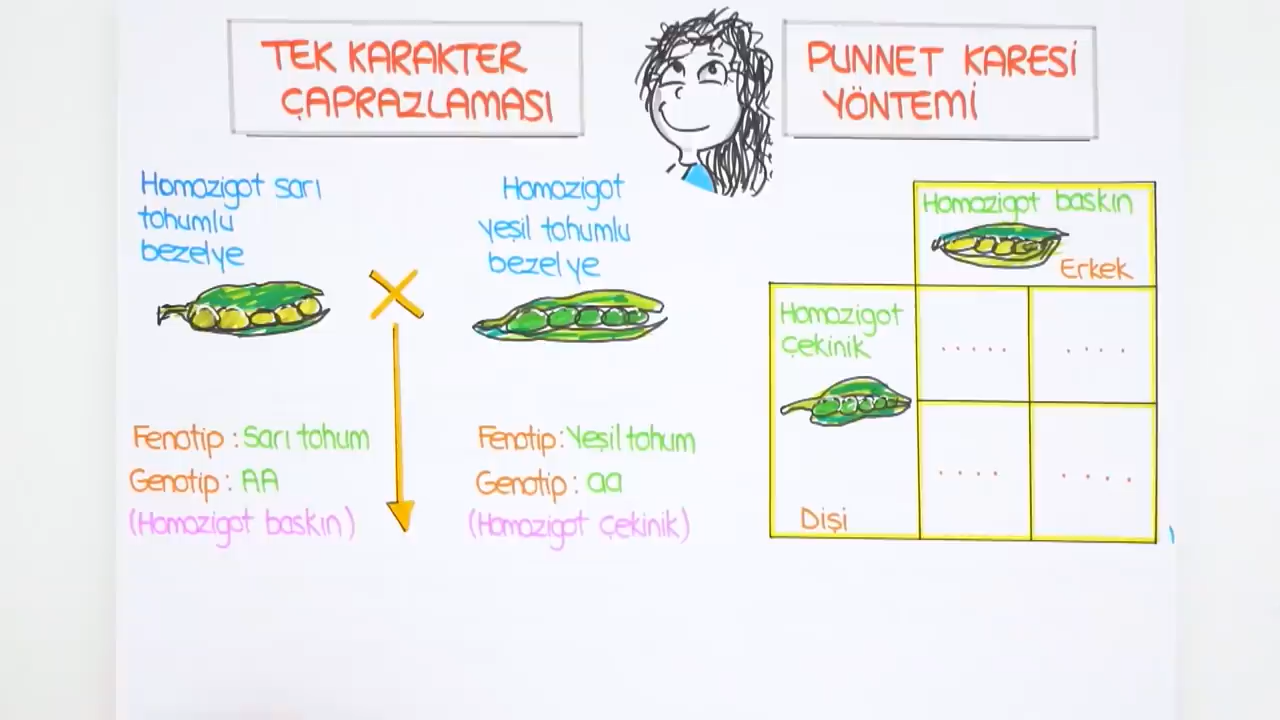 TEK KARAKTER
ÇAPRAZLAMASI
PUNNET KARESİ
YÖNTEMİ
Homozigot sarı
tohumlu
bezelye
Homozigot
yeşil tohumlu
bezelye
Fenotip : Sarı tohum
Genotip : AA
(Homozigot baskın)
Fenotip : Yeşil tohum
Genotip : aa
(Homozigot çekinik)
Homozigot baskın
Erkek
Homozigot
çekinik
Dişi
.....
....
....
....